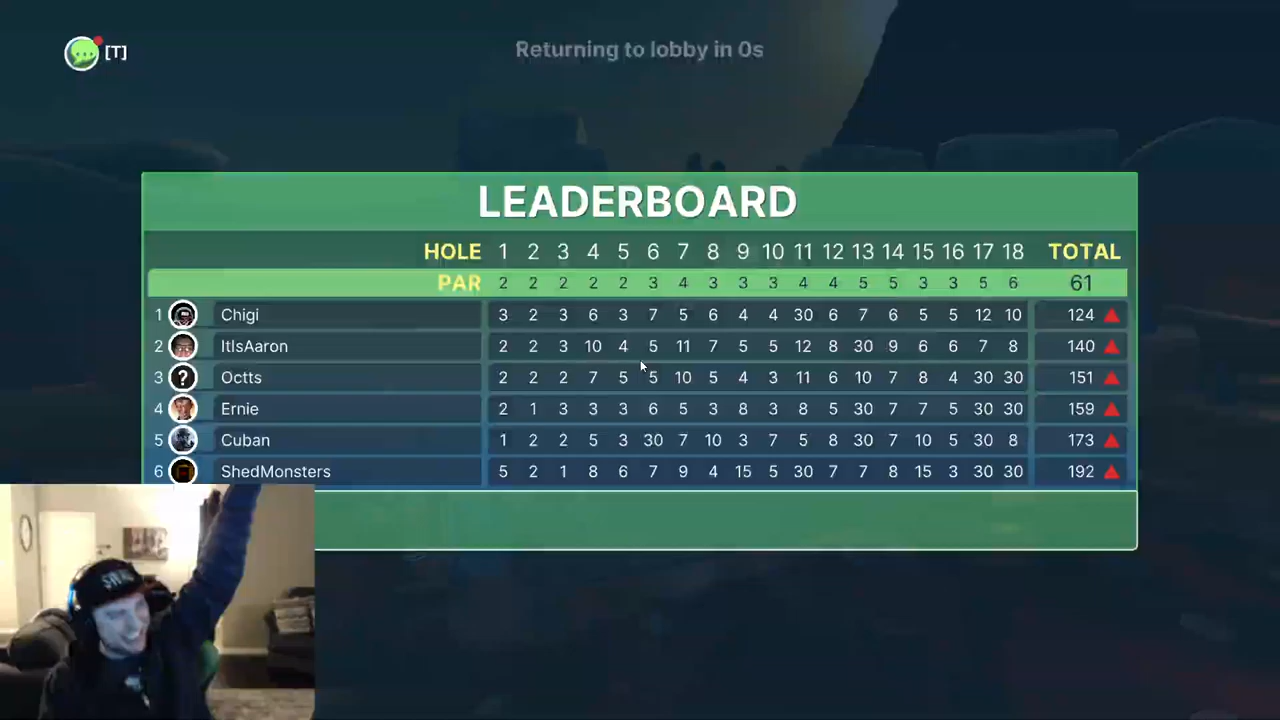 [T]
Returning to lobby in 0s
LEADERBOARD
HOLE 1 2 3 4 5 6 7 8 9 10 11 12 13 14 15 16 17 18 TOTAL
PAR 2 2 2 2 2 3 4 3 3 3 4 4 5 5 3 3 5 6 61
1 Chigi 3 2 3 6 3 7 5 6 4 4 30 6 7 6 5 5 12 10 124
2 ItIsAaron 2 2 3 10 4 5 11 7 5 5 12 8 30 9 6 6 7 8 140
3 ? Octts 2 2 2 7 5 5 10 5 4 3 11 6 10 7 8 4 30 30 151
4 Ernie 2 1 3 3 3 6 5 3 8 3 8 5 30 7 7 5 30 30 159
5 Cuban 1 2 2 5 3 30 7 10 3 7 5 8 30 7 10 5 30 8 173
6 ShedMonsters 5 2 1 8 6 7 9 4 15 5 30 7 7 8 15 3 30 30 192